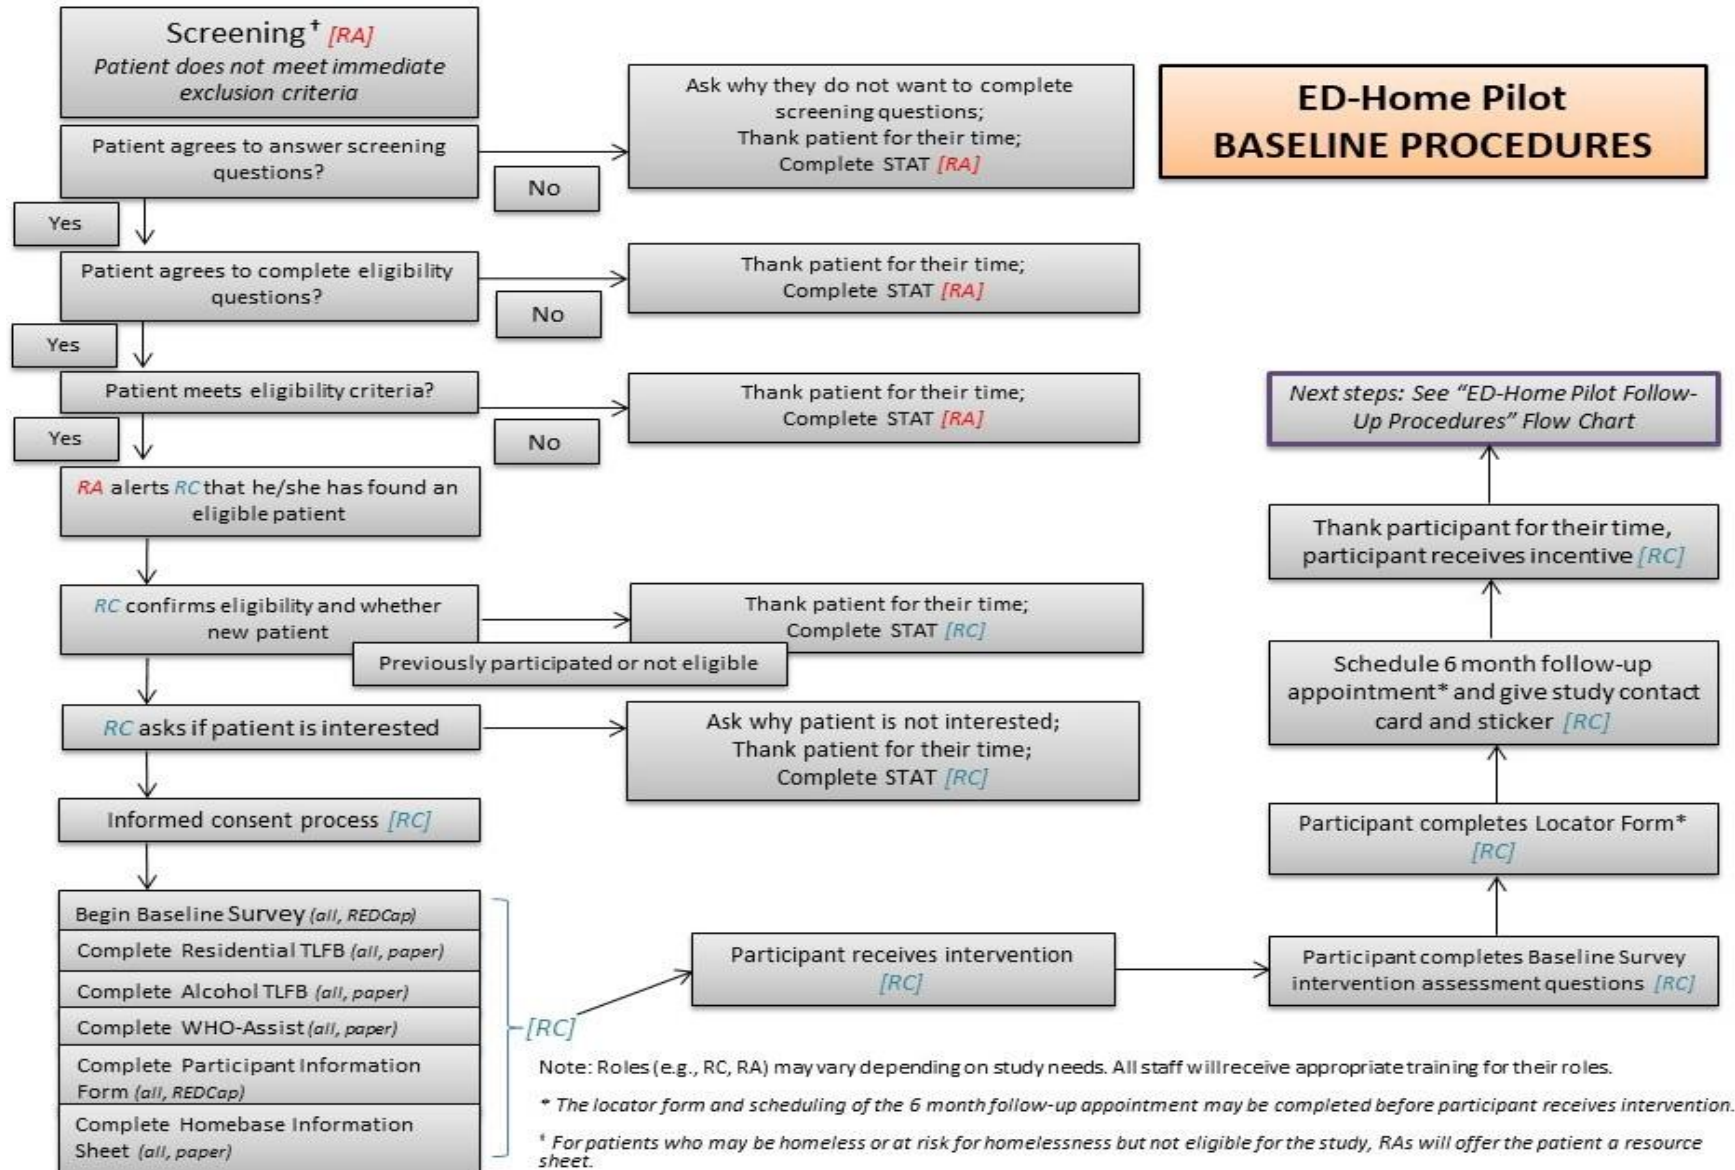 Screening† [RA]
Patient does not meet immediate
exclusion criteria
Patient agrees to answer screening
questions?
No
Ask why they do not want to complete
screening questions;
Thank patient for their time;
Complete STAT [RA]
ED-Home Pilot
BASELINE PROCEDURES
Yes
Patient agrees to complete eligibility
questions?
No
Thank patient for their time;
Complete STAT [RA]
Yes
Patient meets eligibility criteria?
No
Thank patient for their time;
Complete STAT [RA]
Yes
RA alerts RC that he/she has found an
eligible patient
RC confirms eligibility and whether
new patient
Previously participated or not eligible
Thank patient for their time;
Complete STAT [RC]
RC asks if patient is interested
Ask why patient is not interested;
Thank patient for their time;
Complete STAT [RC]
Informed consent process [RC]
Begin Baseline Survey (all, REDCap)
Complete Residential TLFB (all, paper)
Complete Alcohol TLFB (all, paper)
Complete WHO-Assist (all, paper)
Complete Participant Information
Form (all, REDCap)
Complete Homebase Information
Sheet (all, paper)
[RC]
Participant receives intervention
[RC]
Participant completes Baseline Survey
intervention assessment questions [RC]
Participant completes Locator Form*
[RC]
Schedule 6 month follow-up
appointment* and give study contact
card and sticker [RC]
Thank participant for their time,
participant receives incentive [RC]
Next steps: See “ED-Home Pilot Follow-
Up Procedures” Flow Chart
Note: Roles (e.g., RC, RA) may vary depending on study needs. All staff will receive appropriate training for their roles.
* The locator form and scheduling of the 6 month follow-up appointment may be completed before participant receives intervention.
† For patients who may be homeless or at risk for homelessness but not eligible for the study, RAs will offer the patient a resource
sheet.